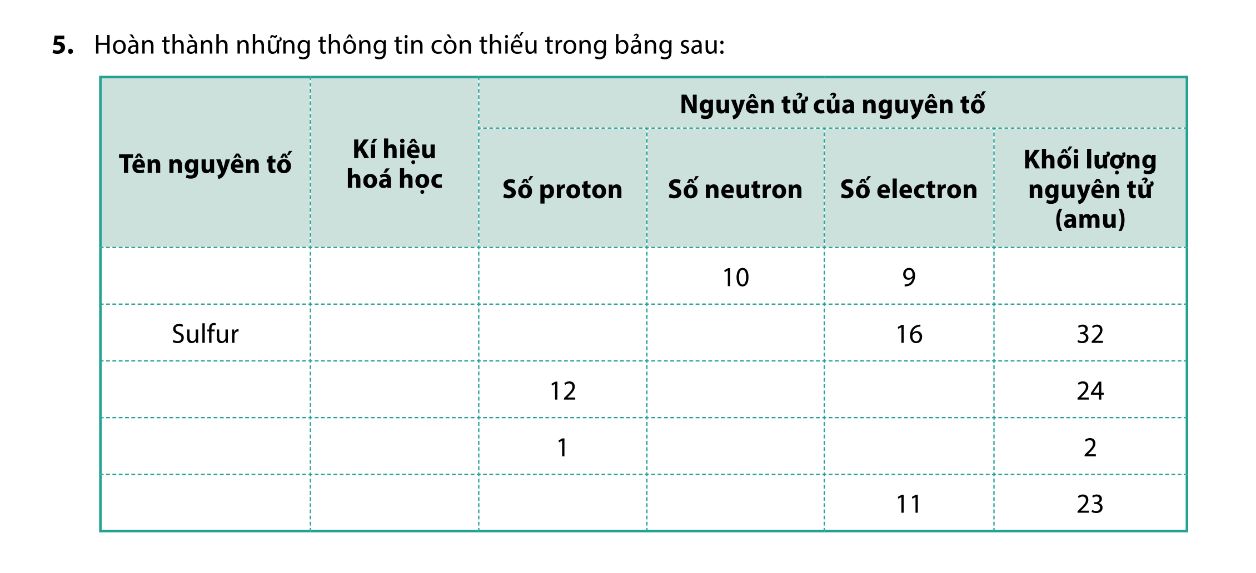 5. Hoàn thành những thông tin còn thiếu trong bảng sau:
Tên nguyên tố
Kí hiệu
hoá học
Nguyên tử của nguyên tố
Số proton
Số neutron
Số electron
Khối lượng
nguyên tử
(amu)
10 9
Sulfur 16 32
12 24
1 2
11 23